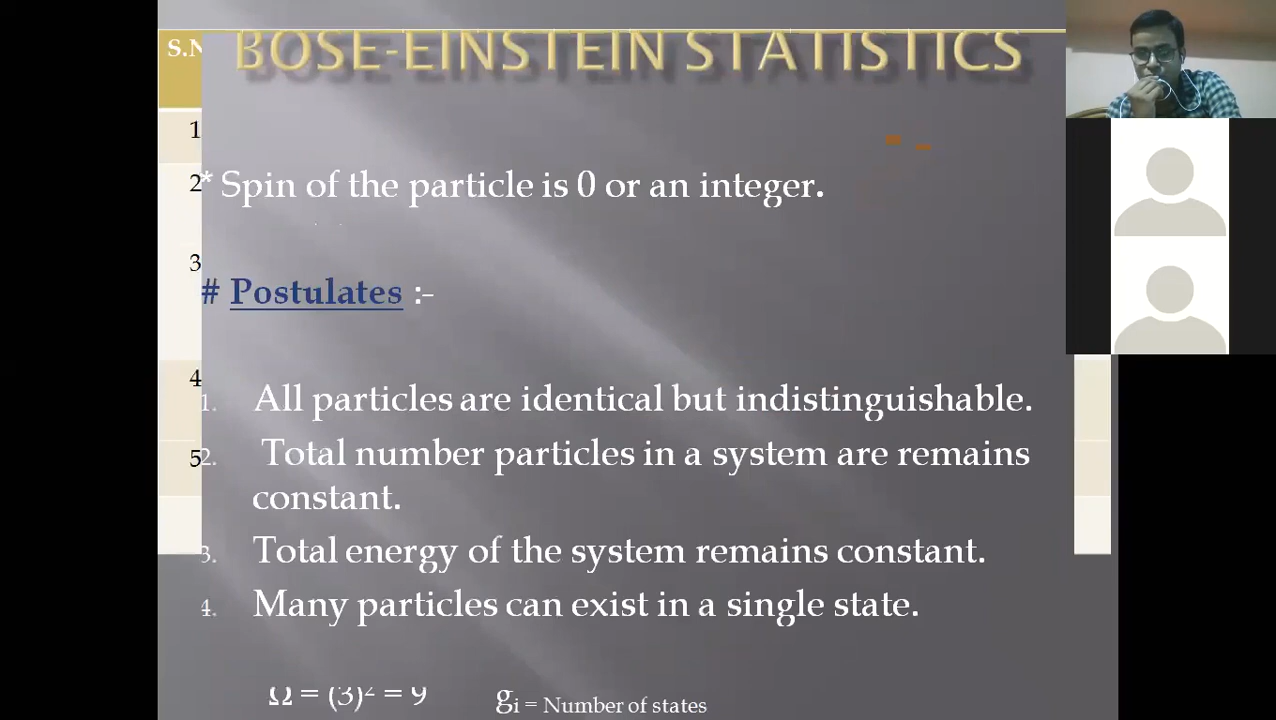 S.N
BOSE-EINSTEIN STATISTICS
1
2
* Spin of the particle is 0 or an integer.
3
# Postulates :-
4
1. All particles are identical but indistinguishable.
5
2. Total number particles in a system are remains
constant.
3. Total energy of the system remains constant.
4. Many particles can exist in a single state.
Ω = (3)² = 9 gi = Number of states